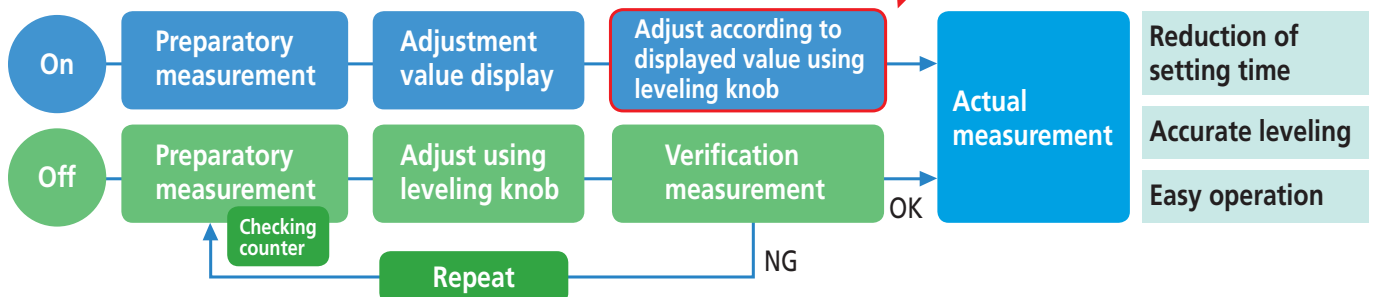 On
Preparatory
measurement
Adjustment
value display
Adjust according to
displayed value using
leveling knob
Off
Preparatory
measurement
Checking
counter
Adjust using
leveling knob
Verification
measurement
OK
NG
Repeat
Actual
measurement
Reduction of
setting time
Accurate leveling
Easy operation